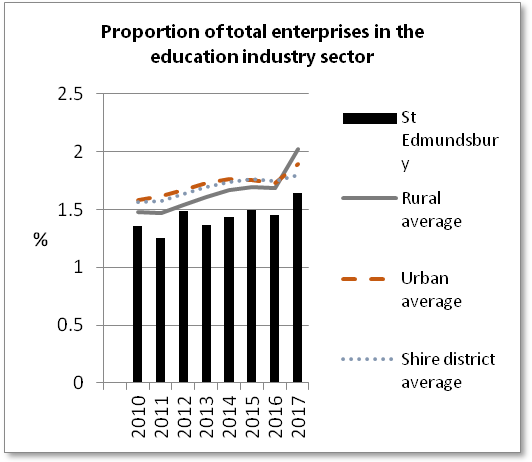 Proportion of total enterprises in the
education industry sector
2.5
2
1.5
1
0.5
0
%
2010
2011
2012
2013
2014
2015
2016
2017
St
Edmundsbur
y
Rural
average
Urban
average
Shire district
average